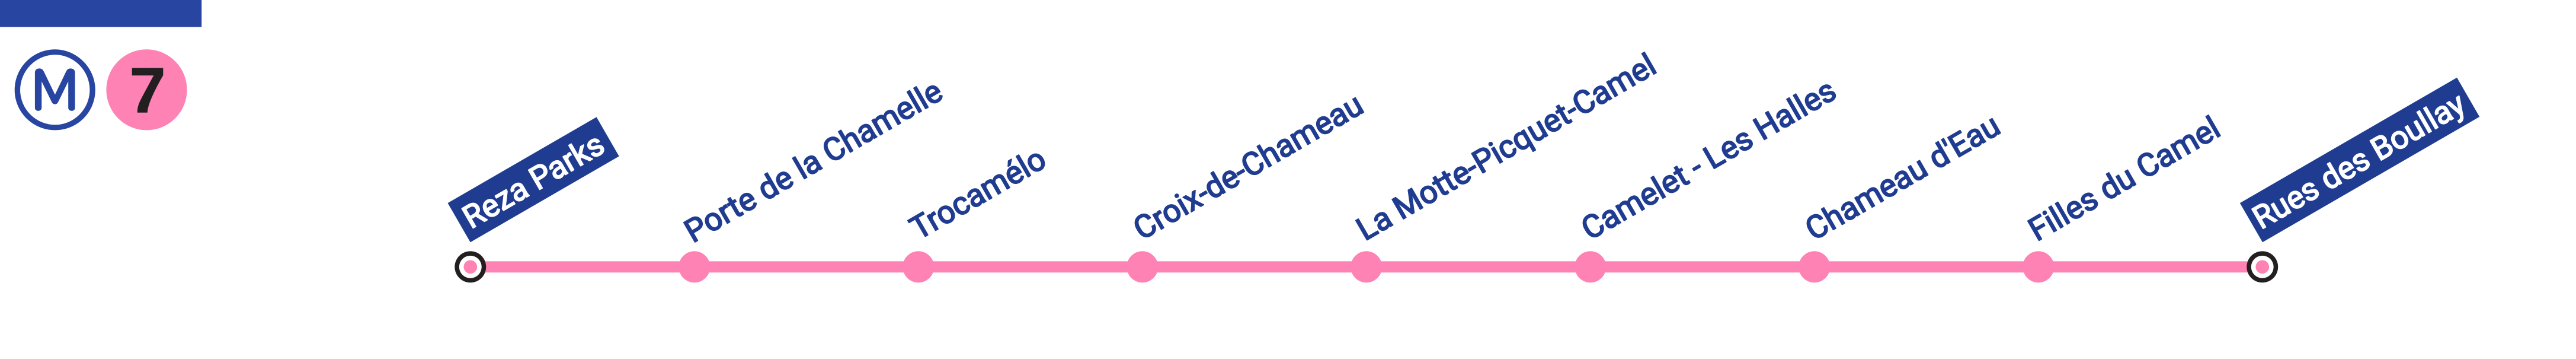 M 7
Reza Parks
Porte de la Chamelle
Trocamélo
Croix-de-Chameau
La Motte-Picquet-Camel
Camelet - Les Halles
Chameau d'Eau
Filles du Camel
Rues des Boullay